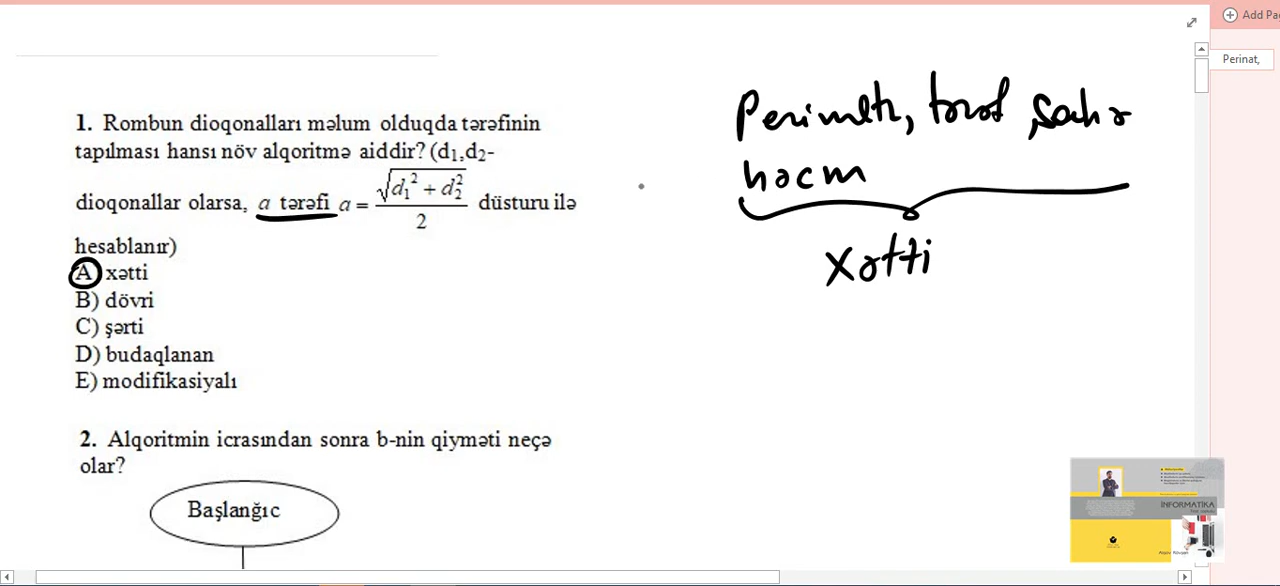 Add Pa
Perinat,
1. Rombun dioqonalları məlum olduqda tərəfinin
tapılması hansı növ alqoritmə aiddir? (d1,d2-
dioqonallar olarsa, a tərəfi a = √(d₁² + d₂²) / 2 düsturu ilə
hesablanır)
A) xətti
B) dövri
C) şərti
D) budaqlanan
E) modifikasiyalı
2. Alqoritmin icrasından sonra b-nin qiyməti neçə
olar?
Başlanğıc
Perimetr, tərəf, sahə
həcm
Xətti
İNFORMATİKA